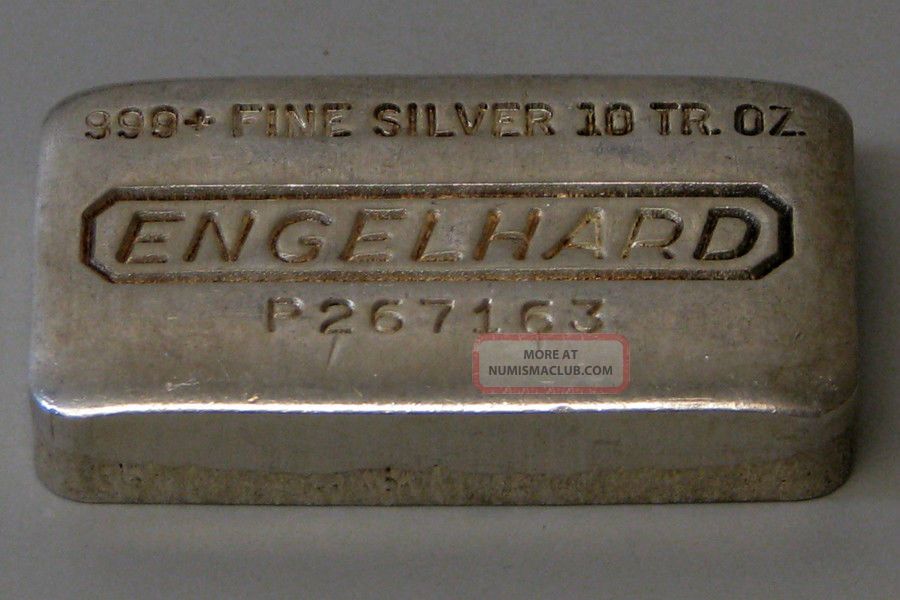 999+ FINE SILVER 10 TR. OZ.
ENGELHARD
P267163
MORE AT
NUMISMACLUB.COM